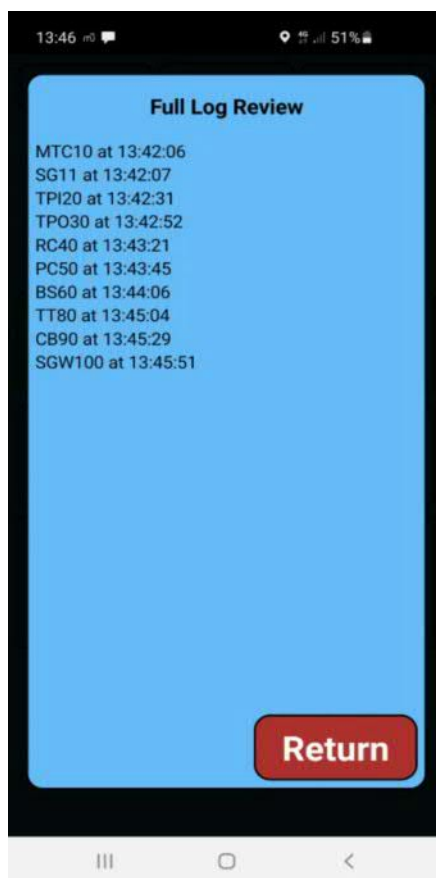 13:46
51%
Full Log Review
MTC10 at 13:42:06
SG11 at 13:42:07
TPI20 at 13:42:31
TPO30 at 13:42:52
RC40 at 13:43:21
PC50 at 13:43:45
BS60 at 13:44:06
TT80 at 13:45:04
CB90 at 13:45:29
SGW100 at 13:45:51
Return